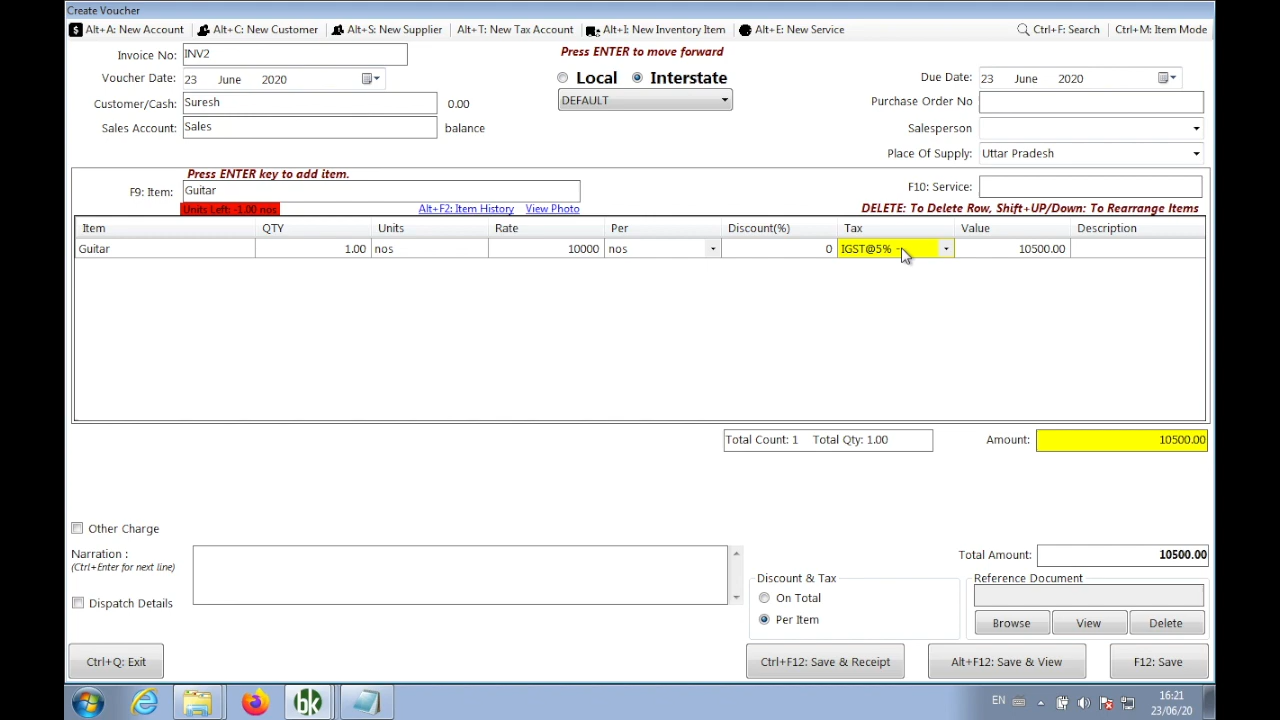 Create Voucher
Alt+A: New Account Alt+C: New Customer Alt+S: New Supplier Alt+T: New Tax Account Alt+I: New Inventory Item Alt+E: New Service Ctrl+F: Search Ctrl+M: Item Mode
Invoice No: INV2 Press ENTER to move forward
Voucher Date: 23 June 2020 Local Interstate Due Date: 23 June 2020
Customer/Cash: Suresh 0.00 DEFAULT Purchase Order No
Sales Account: Sales balance Salesperson
Place Of Supply: Uttar Pradesh
Press ENTER key to add item.
F9: Item: Guitar F10: Service:
Units Left: -1.00 nos Alt+F2: Item History View Photo DELETE: To Delete Row, Shift+UP/Down: To Rearrange Items
Item QTY Units Rate Per Discount(%) Tax Value Description
Guitar 1.00 nos 10000 nos 0 IGST@5% 10500.00
Total Count: 1 Total Qty: 1.00 Amount: 10500.00
Other Charge
Narration : Total Amount: 10500.00
(Ctrl+Enter for next line)
Discount & Tax Reference Document
Dispatch Details On Total
Per Item Browse View Delete
Ctrl+Q: Exit Ctrl+F12: Save & Receipt Alt+F12: Save & View F12: Save
bk EN 16:21
23/06/20